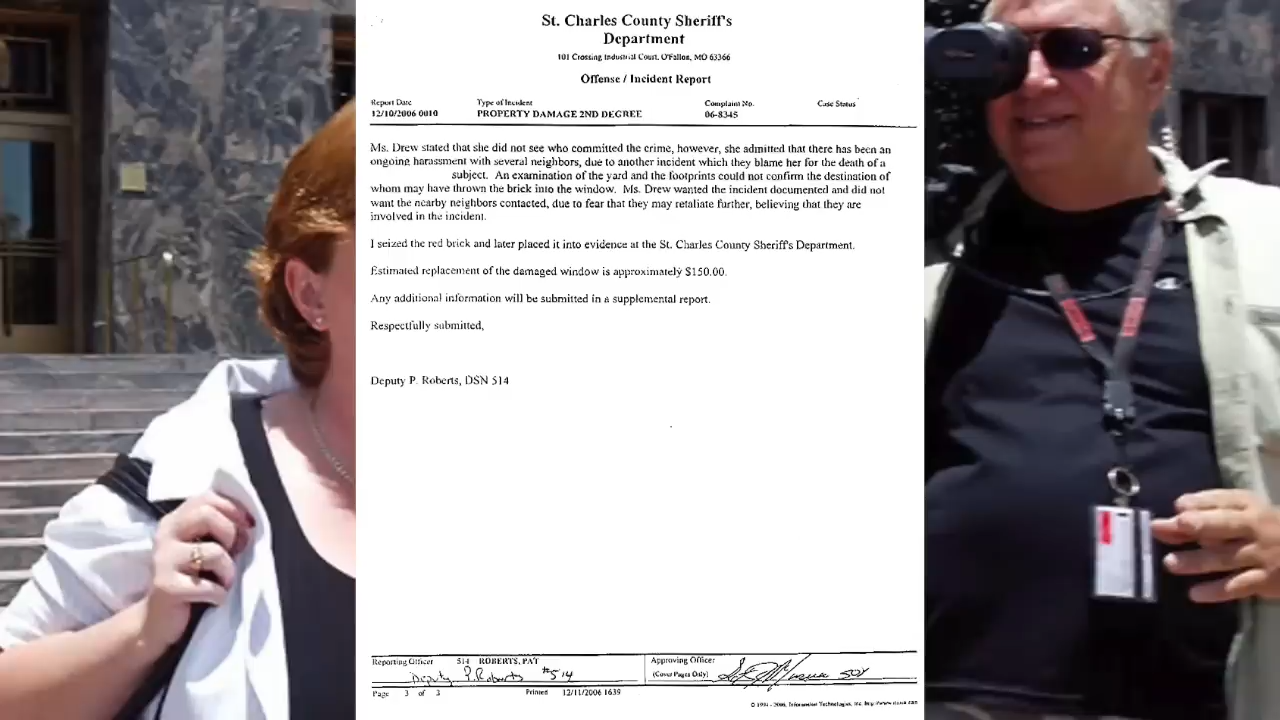 St. Charles County Sheriff's
Department
101 Crossing Industrial Court, O'Fallon, MO 63366
Offense / Incident Report
Report Date Type of Incident Complaint No. Case Status
12/10/2006 0010 PROPERTY DAMAGE 2ND DEGREE 06-8345
Ms. Drew stated that she did not see who committed the crime, however, she admitted that there has been an
ongoing harassment with several neighbors, due to another incident which they blame her for the death of a
subject. An examination of the yard and the footprints could not confirm the destination of
whom may have thrown the brick into the window. Ms. Drew wanted the incident documented and did not
want the nearby neighbors contacted, due to fear that they may retaliate further, believing that they are
involved in the incident.
I seized the red brick and later placed it into evidence at the St. Charles County Sheriff's Department.
Estimated replacement of the damaged window is approximately $150.00.
Any additional information will be submitted in a supplemental report.
Respectfully submitted,
Deputy P. Roberts, DSN 514
Reporting Officer 514 ROBERTS, PAT Approving Officer
Deputy P. Roberts #514 (Cover Pages Only)
Page 3 of 3 Printed 12/11/2006 1639